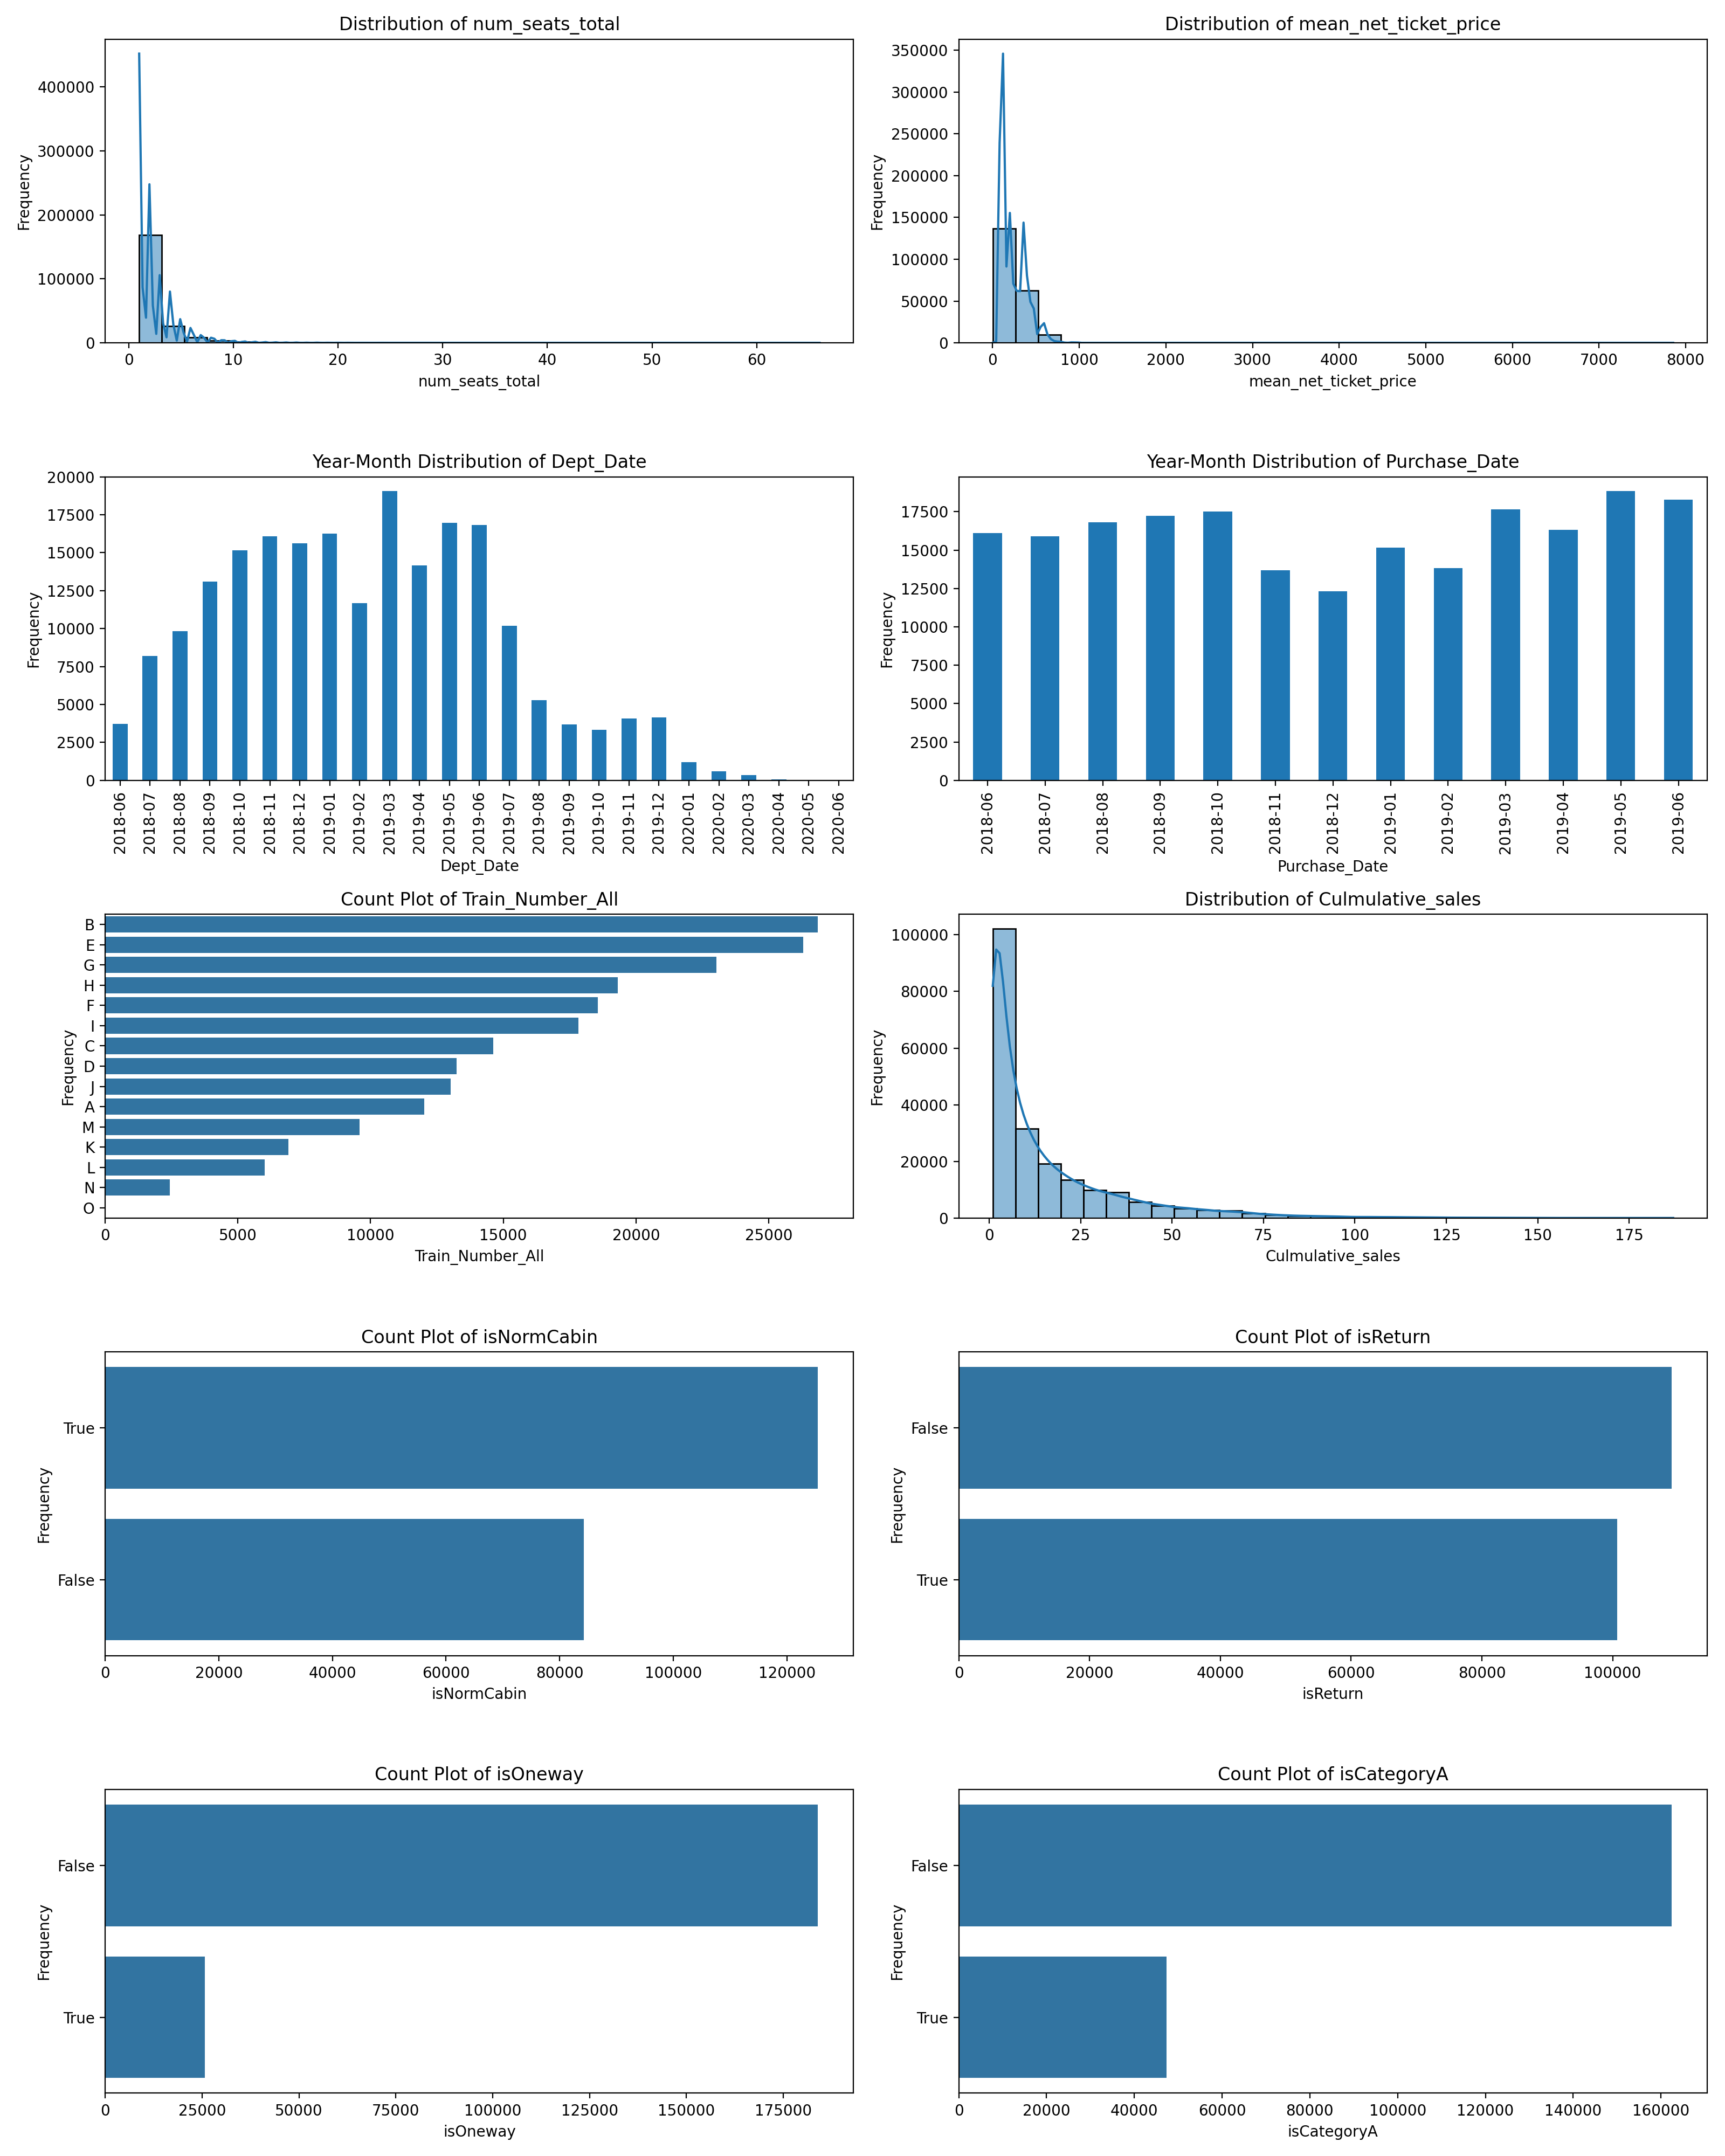 Distribution of num_seats_total
Frequency
400000
300000
200000
100000
0
0 10 20 30 40 50 60
num_seats_total
Distribution of mean_net_ticket_price
Frequency
350000
300000
250000
200000
150000
100000
50000
0
0 1000 2000 3000 4000 5000 6000 7000 8000
mean_net_ticket_price
Year-Month Distribution of Dept_Date
Frequency
20000
17500
15000
12500
10000
7500
5000
2500
0
2018-06 2018-07 2018-08 2018-09 2018-10 2018-11 2018-12 2019-01 2019-02 2019-03 2019-04 2019-05 2019-06 2019-07 2019-08 2019-09 2019-10 2019-11 2019-12 2020-01 2020-02 2020-03 2020-04 2020-05 2020-06
Dept_Date
Year-Month Distribution of Purchase_Date
Frequency
17500
15000
12500
10000
7500
5000
2500
0
2018-06 2018-07 2018-08 2018-09 2018-10 2018-11 2018-12 2019-01 2019-02 2019-03 2019-04 2019-05 2019-06
Purchase_Date
Count Plot of Train_Number_All
Frequency
B
E
G
H
F
I
C
D
J
A
M
K
L
N
O
0 5000 10000 15000 20000 25000
Train_Number_All
Distribution of Culmulative_sales
Frequency
100000
80000
60000
40000
20000
0
0 25 50 75 100 125 150 175
Culmulative_sales
Count Plot of isNormCabin
Frequency
True
False
0 20000 40000 60000 80000 100000 120000
isNormCabin
Count Plot of isReturn
Frequency
False
True
0 20000 40000 60000 80000 100000
isReturn
Count Plot of isOneway
Frequency
False
True
0 25000 50000 75000 100000 125000 150000 175000
isOneway
Count Plot of isCategoryA
Frequency
False
True
0 20000 40000 60000 80000 100000 120000 140000 160000
isCategoryA